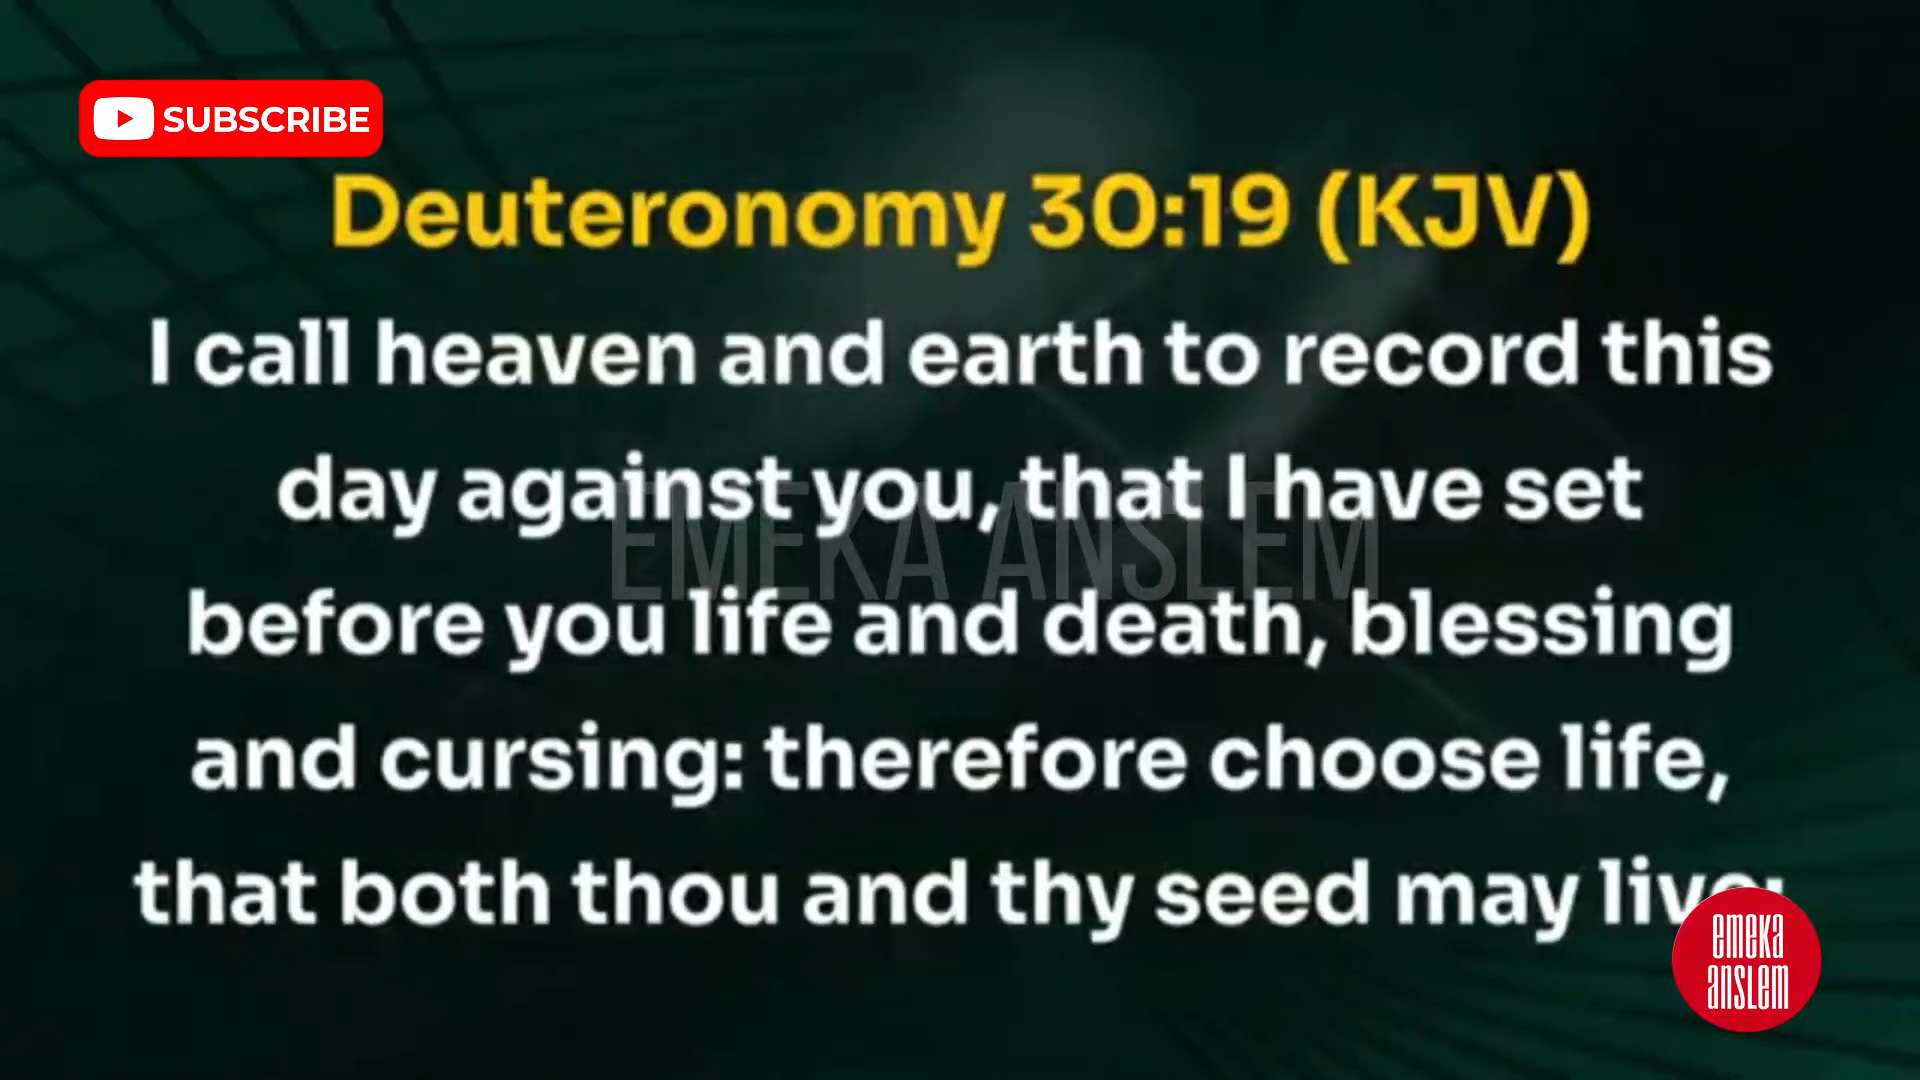 SUBSCRIBE
Deuteronomy 30:19 (KJV)
I call heaven and earth to record this
day against you, that I have set
EMEKA ANSLEM
before you life and death, blessing
and cursing: therefore choose life,
that both thou and thy seed may live:
emeka
anslem